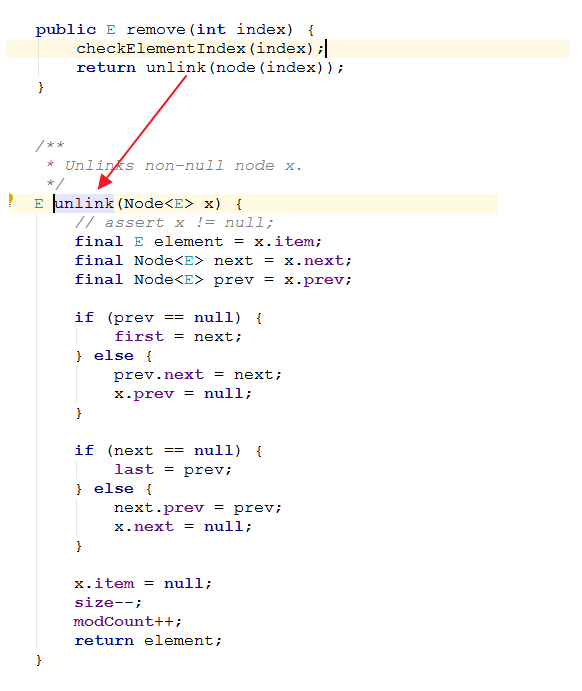 public E remove(int index) {
    checkElementIndex(index);
    return unlink(node(index));
}
/**
 * Unlinks non-null node x.
 */
E unlink(Node<E> x) {
    // assert x != null;
    final E element = x.item;
    final Node<E> next = x.next;
    final Node<E> prev = x.prev;
    if (prev == null) {
        first = next;
    } else {
        prev.next = next;
        x.prev = null;
    }
    if (next == null) {
        last = prev;
    } else {
        next.prev = prev;
        x.next = null;
    }
    x.item = null;
    size--;
    modCount++;
    return element;
}